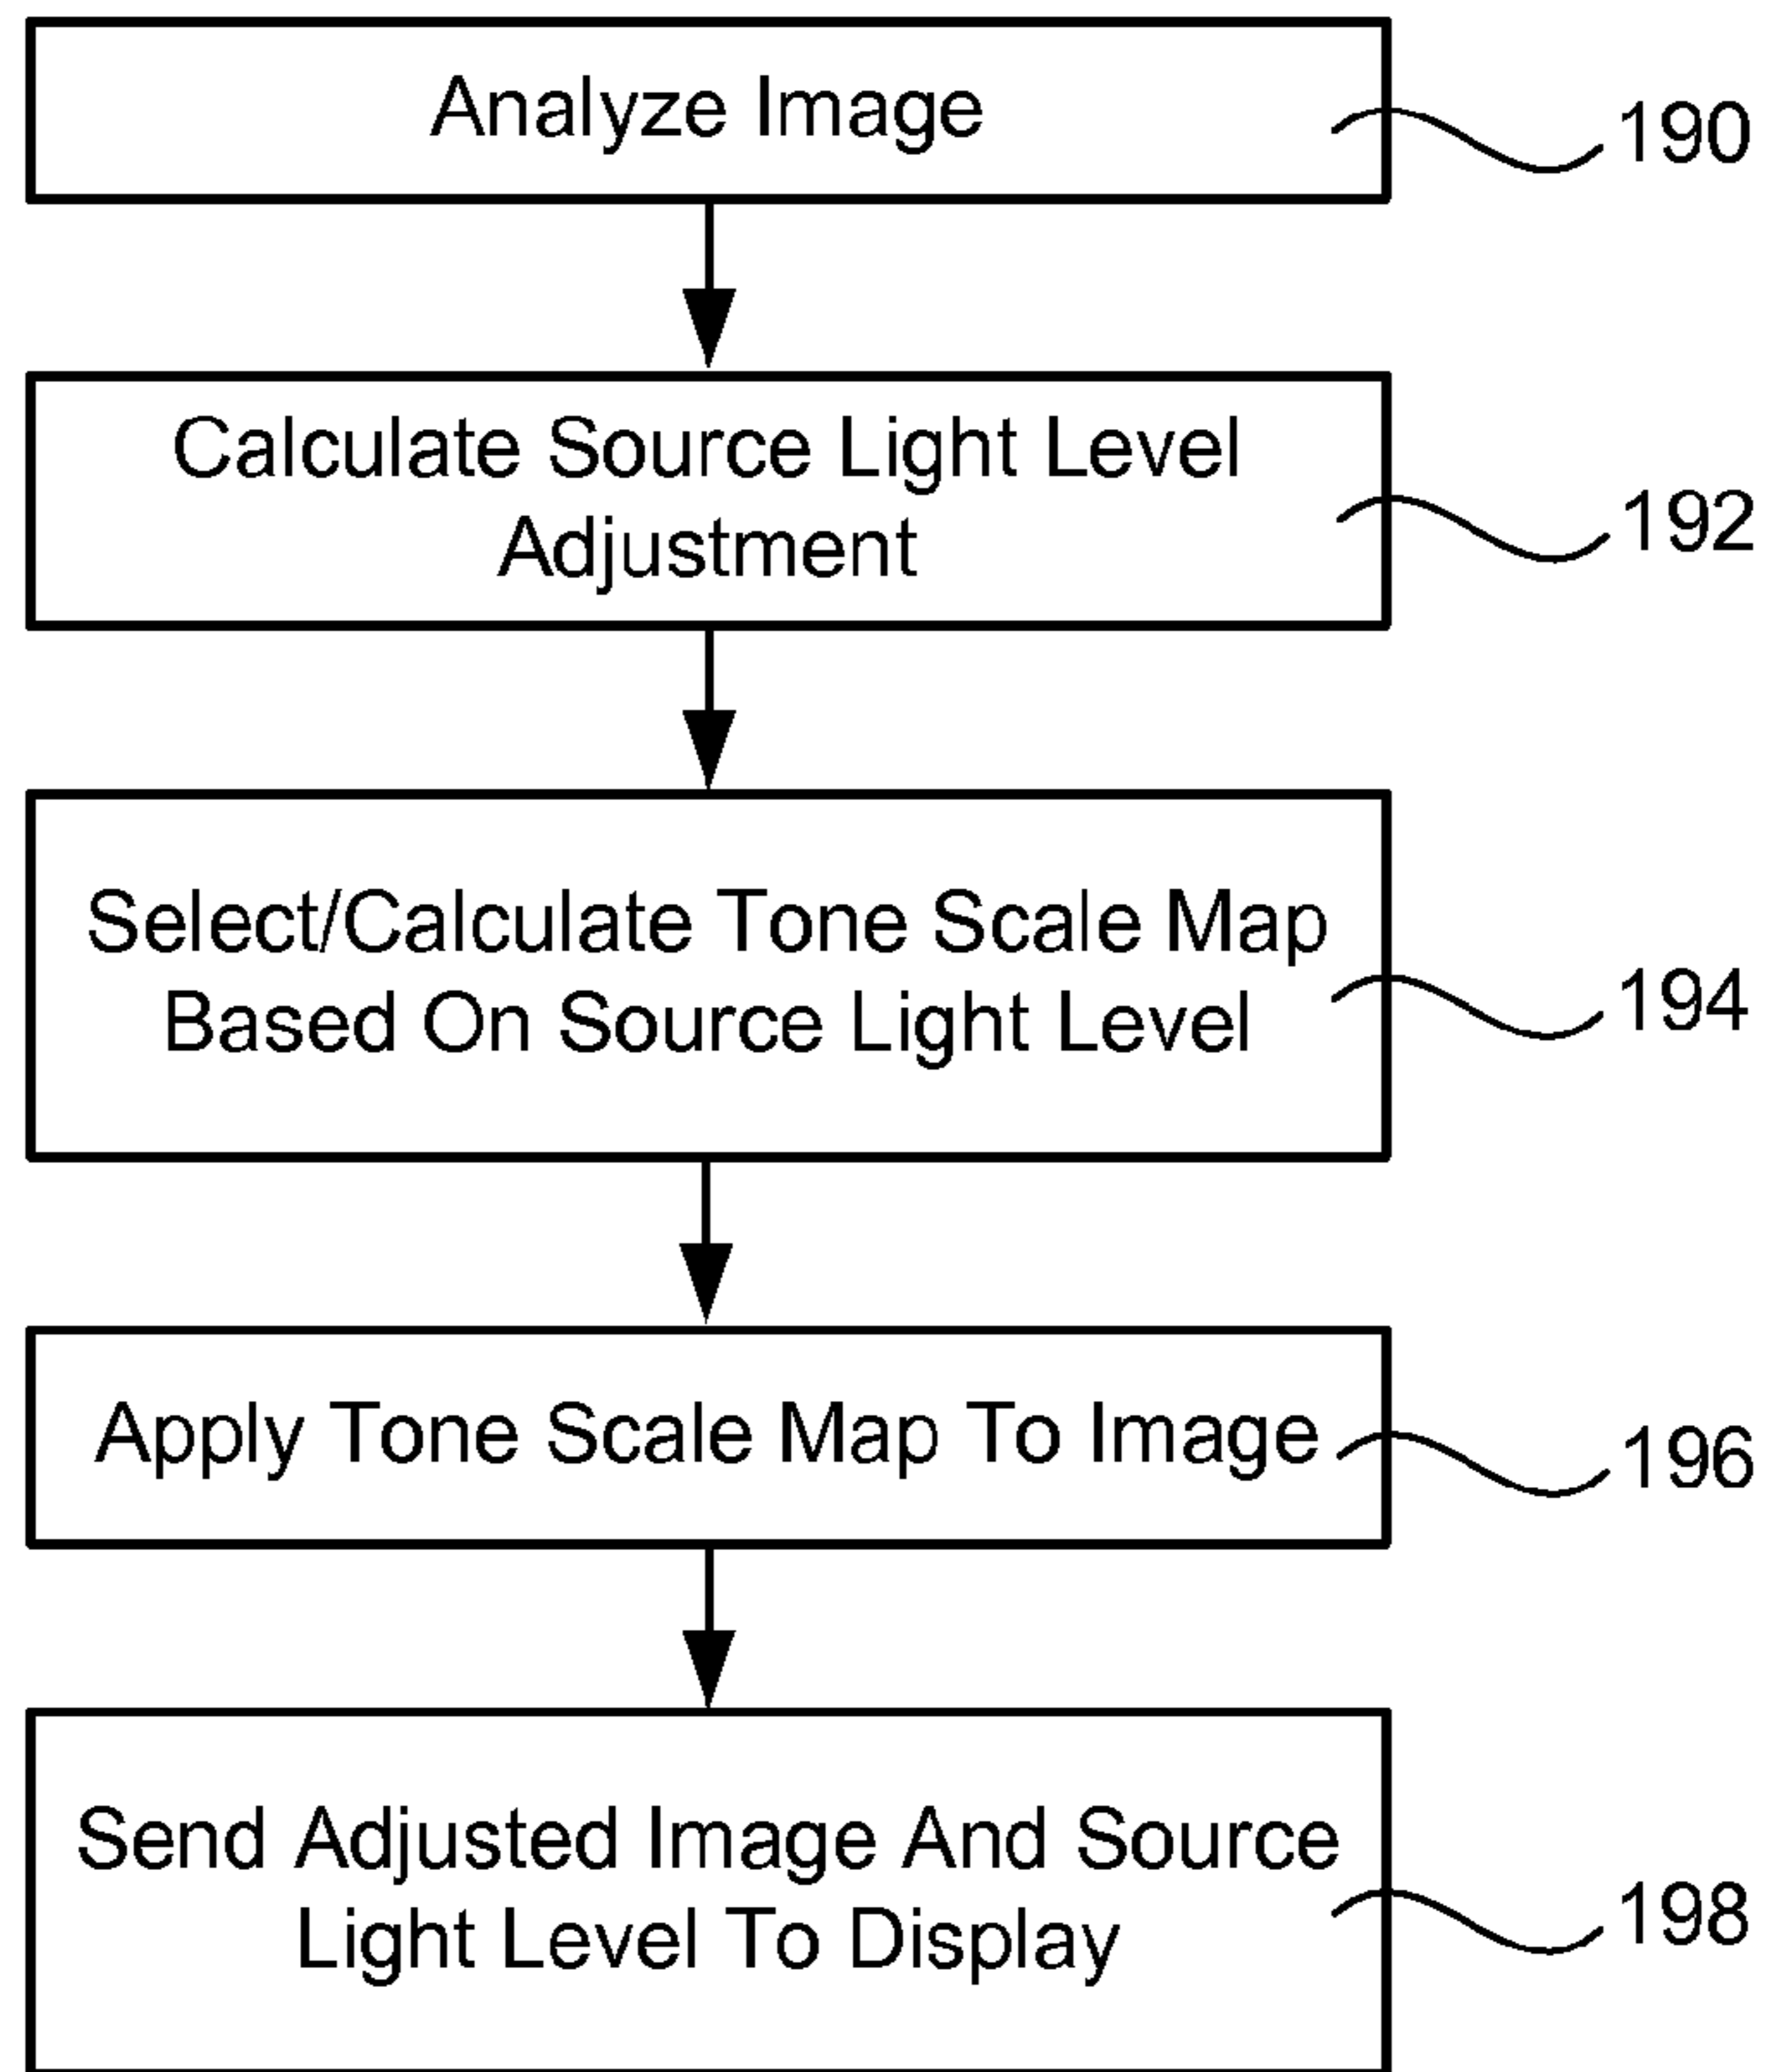 Analyze Image
190
Calculate Source Light Level
Adjustment
192
Select/Calculate Tone Scale Map
Based On Source Light Level
194
Apply Tone Scale Map To Image
196
Send Adjusted Image And Source
Light Level To Display
198